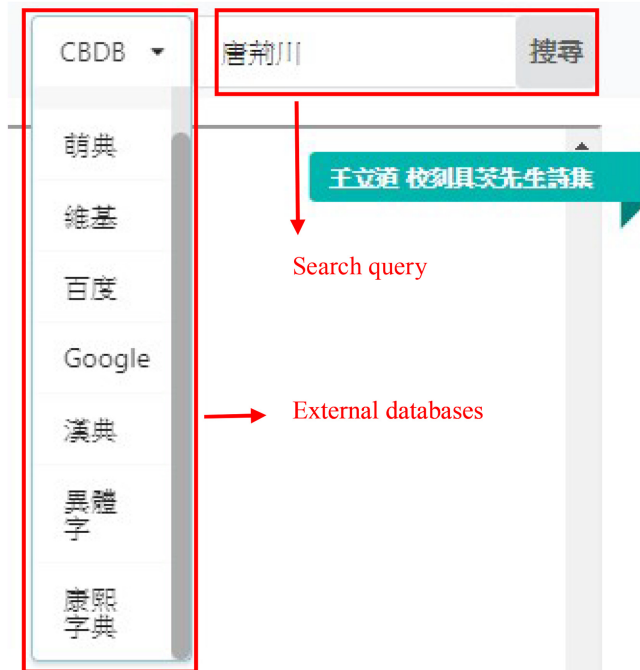 CBDB
唐荊川
搜尋
萌典
王立道 校刻具茨先生詩集
維基
Search query
百度
Google
External databases
漢典
異體
字
康熙
字典